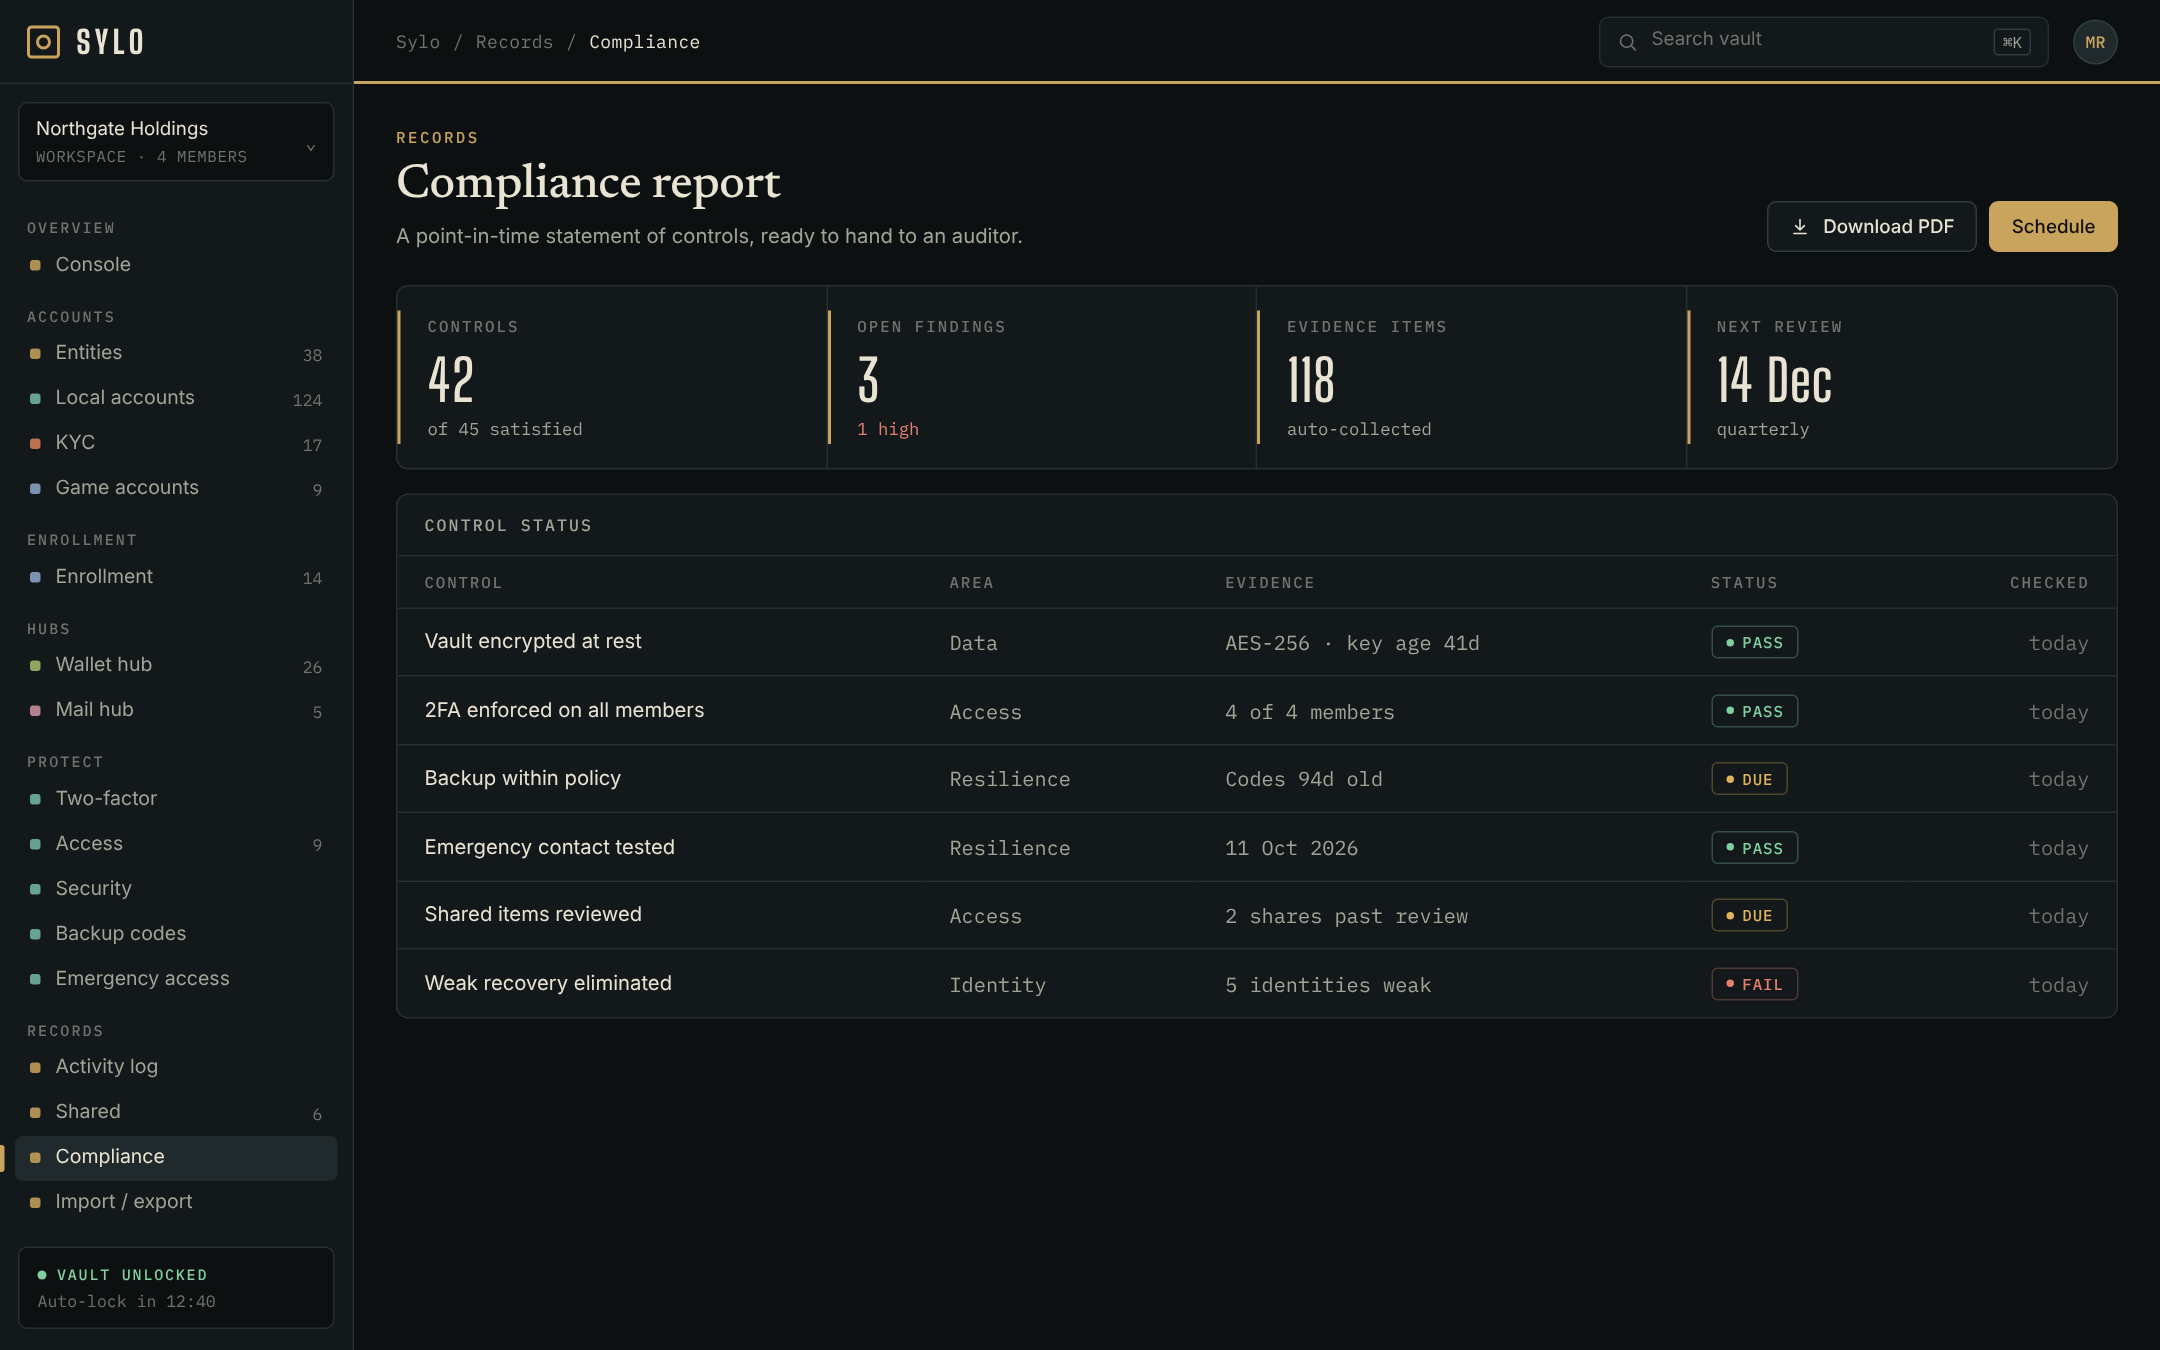 SYLO
Northgate Holdings
WORKSPACE · 4 MEMBERS
OVERVIEW
Console
ACCOUNTS
Entities 38
Local accounts 124
KYC 17
Game accounts 9
ENROLLMENT
Enrollment 14
HUBS
Wallet hub 26
Mail hub 5
PROTECT
Two-factor
Access 9
Security
Backup codes
Emergency access
RECORDS
Activity log
Shared 6
Compliance
Import / export
VAULT UNLOCKED
Auto-lock in 12:40
Sylo / Records / Compliance
Search vault ⌘K
MR
RECORDS
Compliance report
A point-in-time statement of controls, ready to hand to an auditor.
Download PDF
Schedule
CONTROLS
42
of 45 satisfied
OPEN FINDINGS
3
1 high
EVIDENCE ITEMS
118
auto-collected
NEXT REVIEW
14 Dec
quarterly
CONTROL STATUS
CONTROL AREA EVIDENCE STATUS CHECKED
Vault encrypted at rest Data AES-256 · key age 41d PASS today
2FA enforced on all members Access 4 of 4 members PASS today
Backup within policy Resilience Codes 94d old DUE today
Emergency contact tested Resilience 11 Oct 2026 PASS today
Shared items reviewed Access 2 shares past review DUE today
Weak recovery eliminated Identity 5 identities weak FAIL today